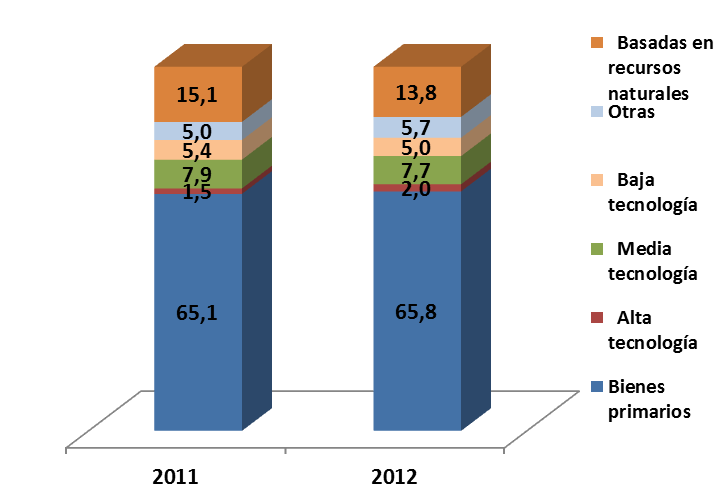 15,1
5,0
5,4
7,9
1,5
65,1
13,8
5,7
5,0
7,7
2,0
65,8
2011
2012
Basadas en
recursos
naturales
Otras
Baja
tecnología
Media
tecnología
Alta
tecnología
Bienes
primarios